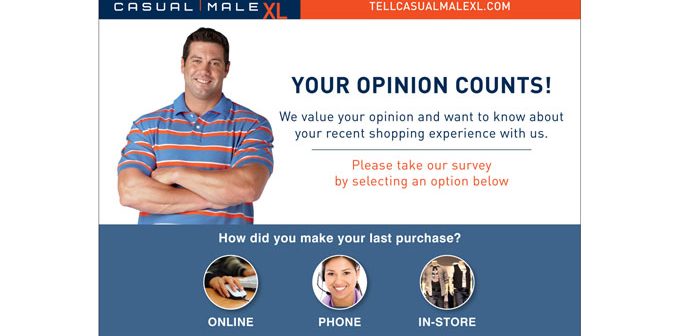 CASUAL MALE XL
TELLCASUALMALEXL.COM
YOUR OPINION COUNTS!
We value your opinion and want to know about
your recent shopping experience with us.
Please take our survey
by selecting an option below
How did you make your last purchase?
ONLINE
PHONE
IN-STORE